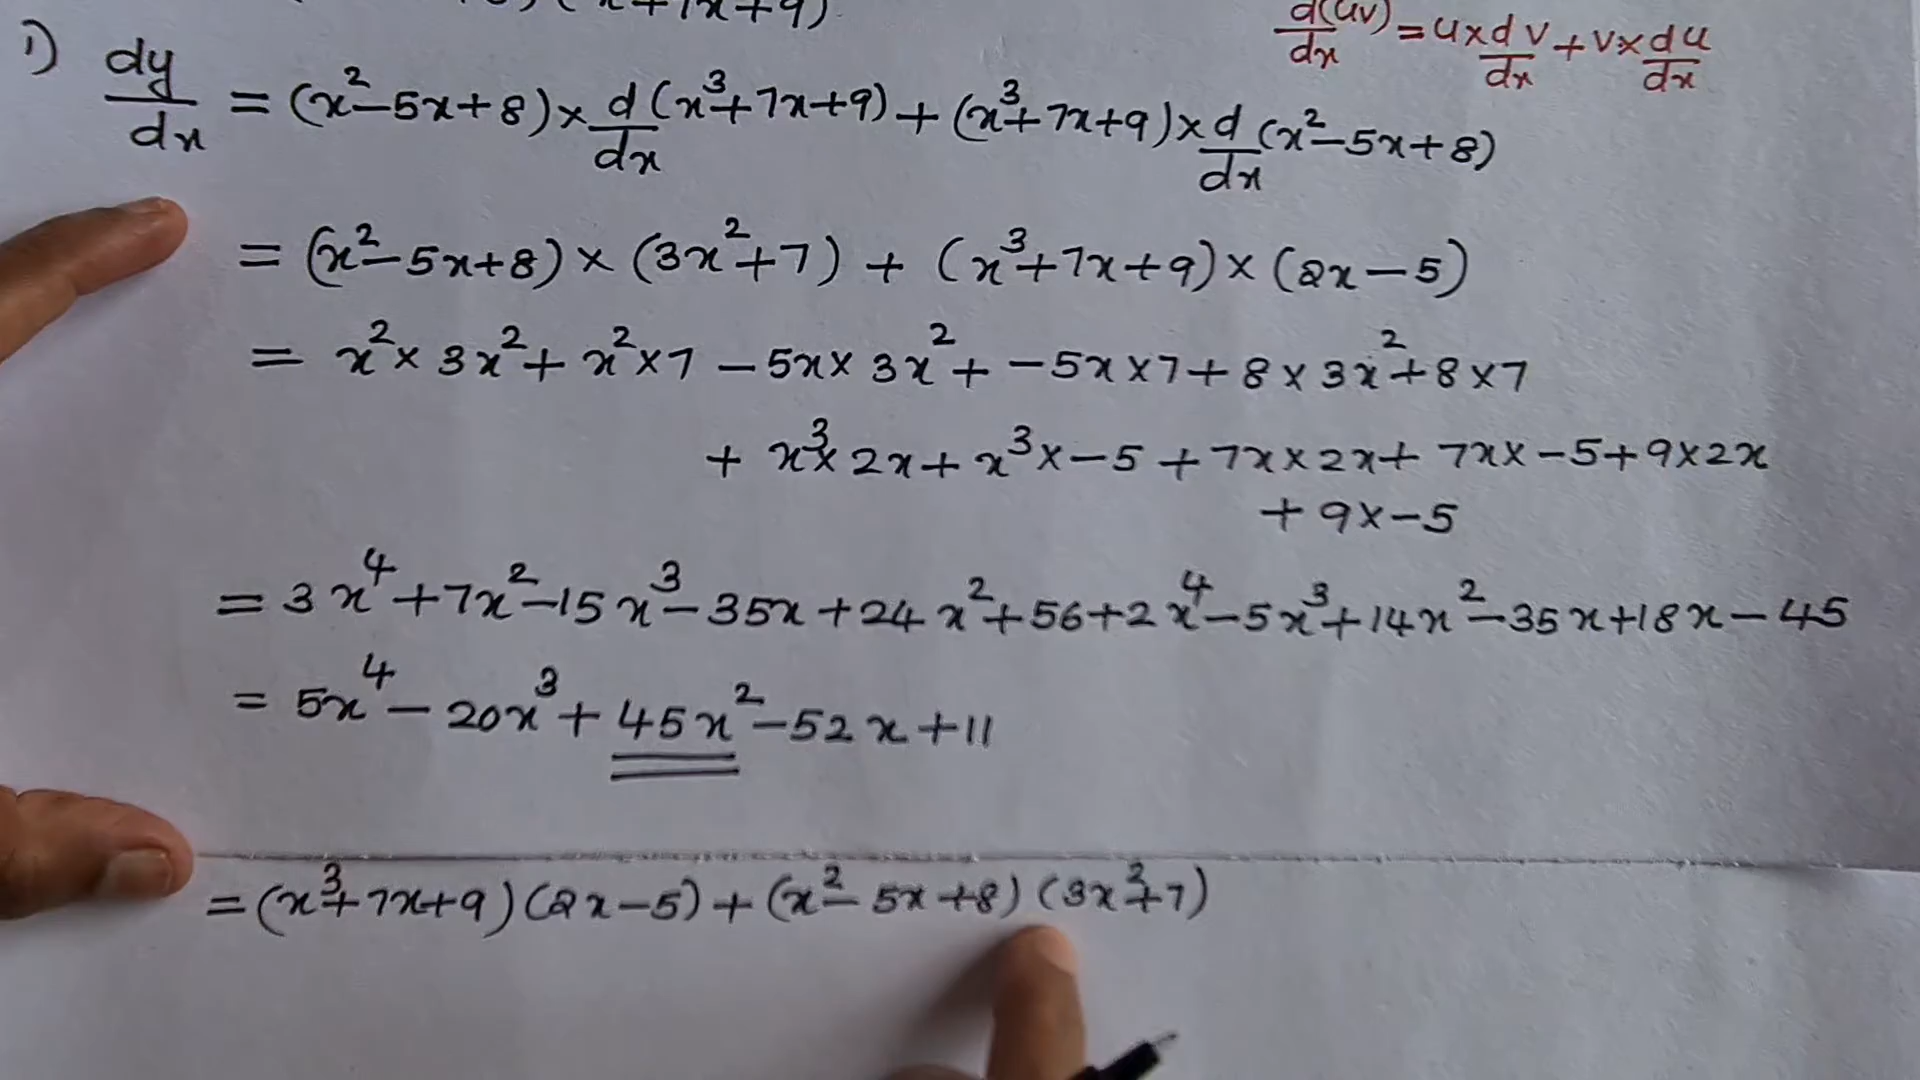 (x+7x+9)
d(uv)/dx = u×dv/dx + v×du/dx
1) dy/dx = (x²-5x+8)×d/dx(x³+7x+9)+(x³+7x+9)×d/dx(x²-5x+8)
= (x²-5x+8)×(3x²+7)+(x³+7x+9)×(2x-5)
= x²×3x²+x²×7-5x×3x²+-5x×7+8×3x²+8×7
+ x³×2x+x³×-5+7x×2x+7x×-5+9×2x
+9×-5
= 3x⁴+7x²-15x³-35x+24x²+56+2x⁴-5x³+14x²-35x+18x-45
= 5x⁴-20x³+45x²-52x+11
= (x³+7x+9)(2x-5)+(x²-5x+8)(3x²+7)